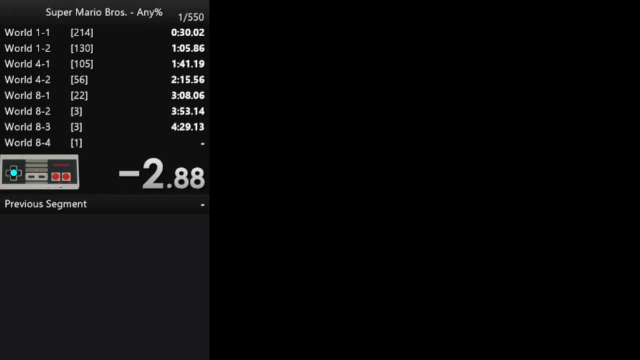 Super Mario Bros. - Any%
1/550
World 1-1 [214] 0:30.02
World 1-2 [130] 1:05.86
World 4-1 [105] 1:41.19
World 4-2 [56] 2:15.56
World 8-1 [22] 3:08.06
World 8-2 [3] 3:53.14
World 8-3 [3] 4:29.13
World 8-4 [1] -
-2.88
Previous Segment -